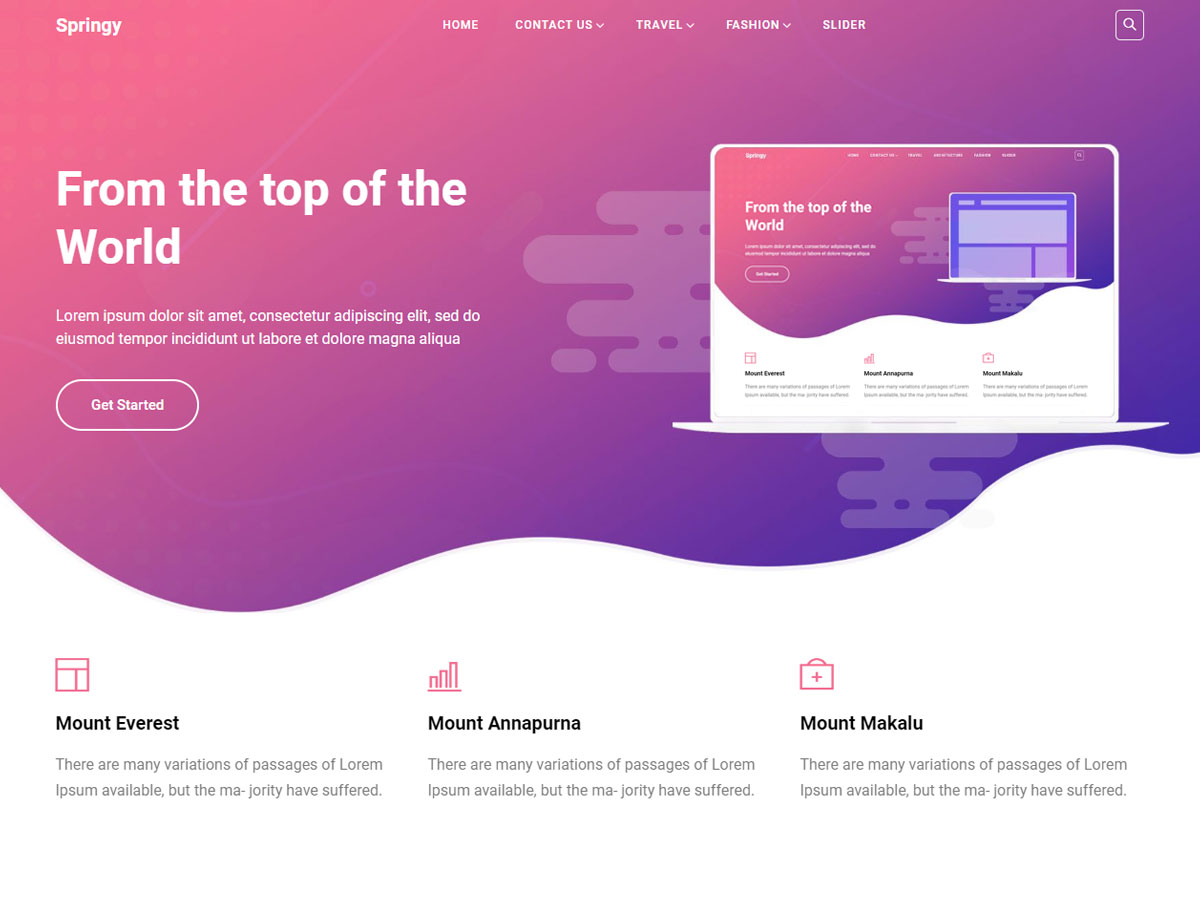 Springy
HOME CONTACT US TRAVEL FASHION SLIDER
From the top of the
World
Lorem ipsum dolor sit amet, consectetur adipiscing elit, sed do
eiusmod tempor incididunt ut labore et dolore magna aliqua
Get Started
Springy
HOME CONTACT US TRAVEL ARCHITECTURE FASHION SLIDER
From the top of the
World
Lorem ipsum dolor sit amet, consectetur adipiscing elit, sed do
eiusmod tempor incididunt ut labore et dolore magna aliqua
Get Started
Mount Everest
There are many variations of passages of Lorem
Ipsum available, but the ma- jority have suffered.
Mount Annapurna
There are many variations of passages of Lorem
Ipsum available, but the ma- jority have suffered.
Mount Makalu
There are many variations of passages of Lorem
Ipsum available, but the ma- jority have suffered.
Mount Everest
There are many variations of passages of Lorem
Ipsum available, but the ma- jority have suffered.
Mount Annapurna
There are many variations of passages of Lorem
Ipsum available, but the ma- jority have suffered.
Mount Makalu
There are many variations of passages of Lorem
Ipsum available, but the ma- jority have suffered.